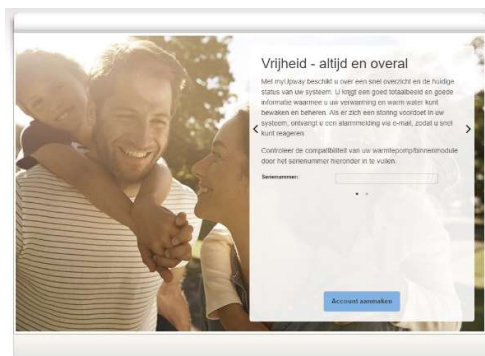 Vrijheid - altijd en overal
Met myUpway beschikt u over een snel overzicht en de huidige
status van uw systeem. U krijgt een goed totaalbeeld en goede
informatie waarmee u uw verwarming en warm water kunt
bewaken en beheren. Als er zich een storing voordoet in uw
systeem, ontvangt u een alarmmelding via e-mail, zodat u snel
kunt reageren.
Controleer de compatibiliteit van uw warmtepomp/binnenmodule
door het serienummer hieronder in te vullen.
Serienummer:
Account aanmaken